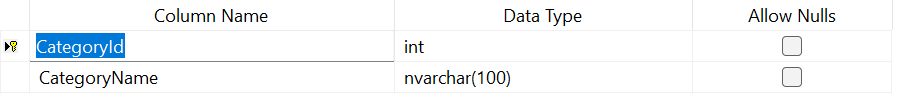 Column Name Data Type Allow Nulls
CategoryId int
CategoryName nvarchar(100)